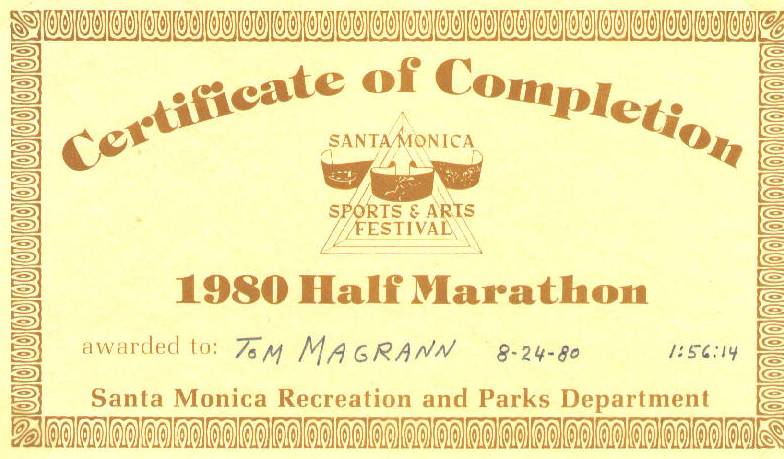 Certificate of Completion
SANTA MONICA
SPORTS & ARTS
FESTIVAL
1980 Half Marathon
awarded to: TOM MAGRANN 8-24-80 1:56:14
Santa Monica Recreation and Parks Department